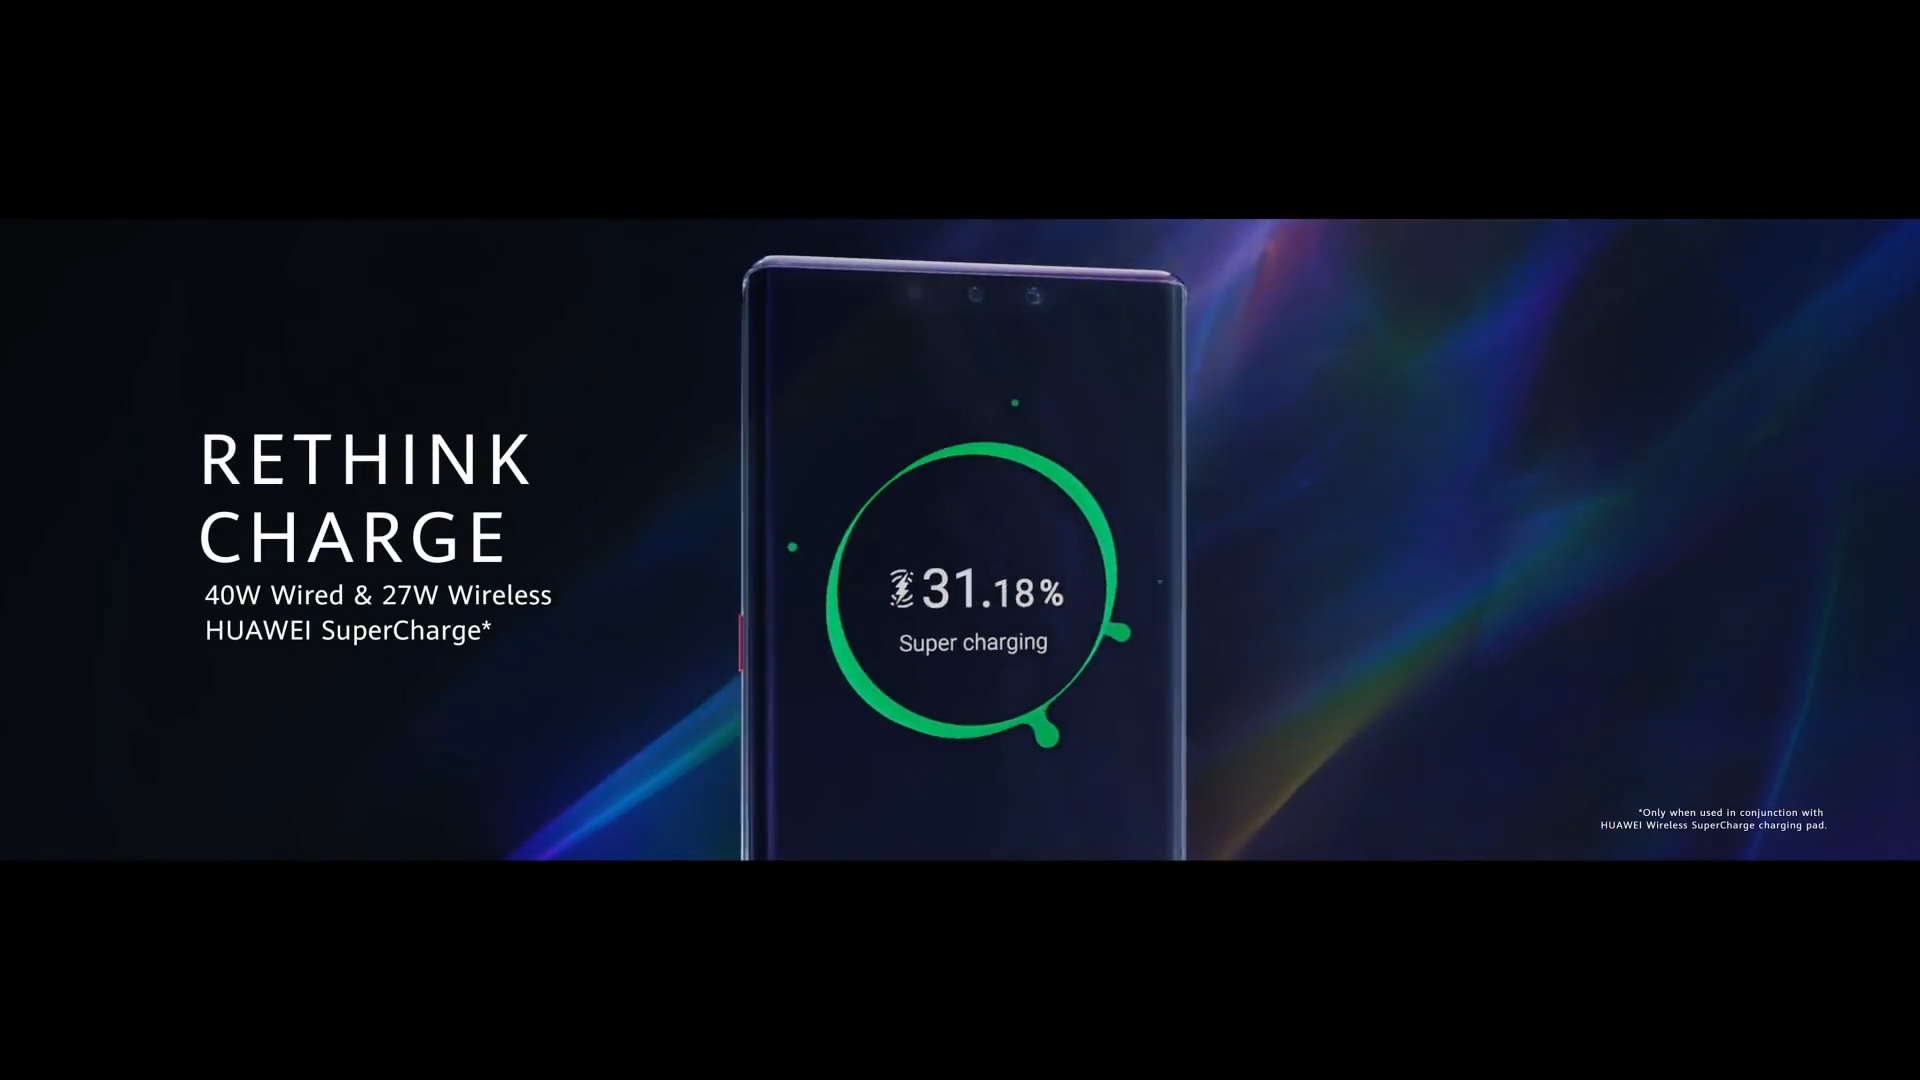 RETHINK
CHARGE
40W Wired & 27W Wireless
HUAWEI SuperCharge*
31.18%
Super charging
*Only when used in conjunction with
HUAWEI Wireless SuperCharge charging pad.